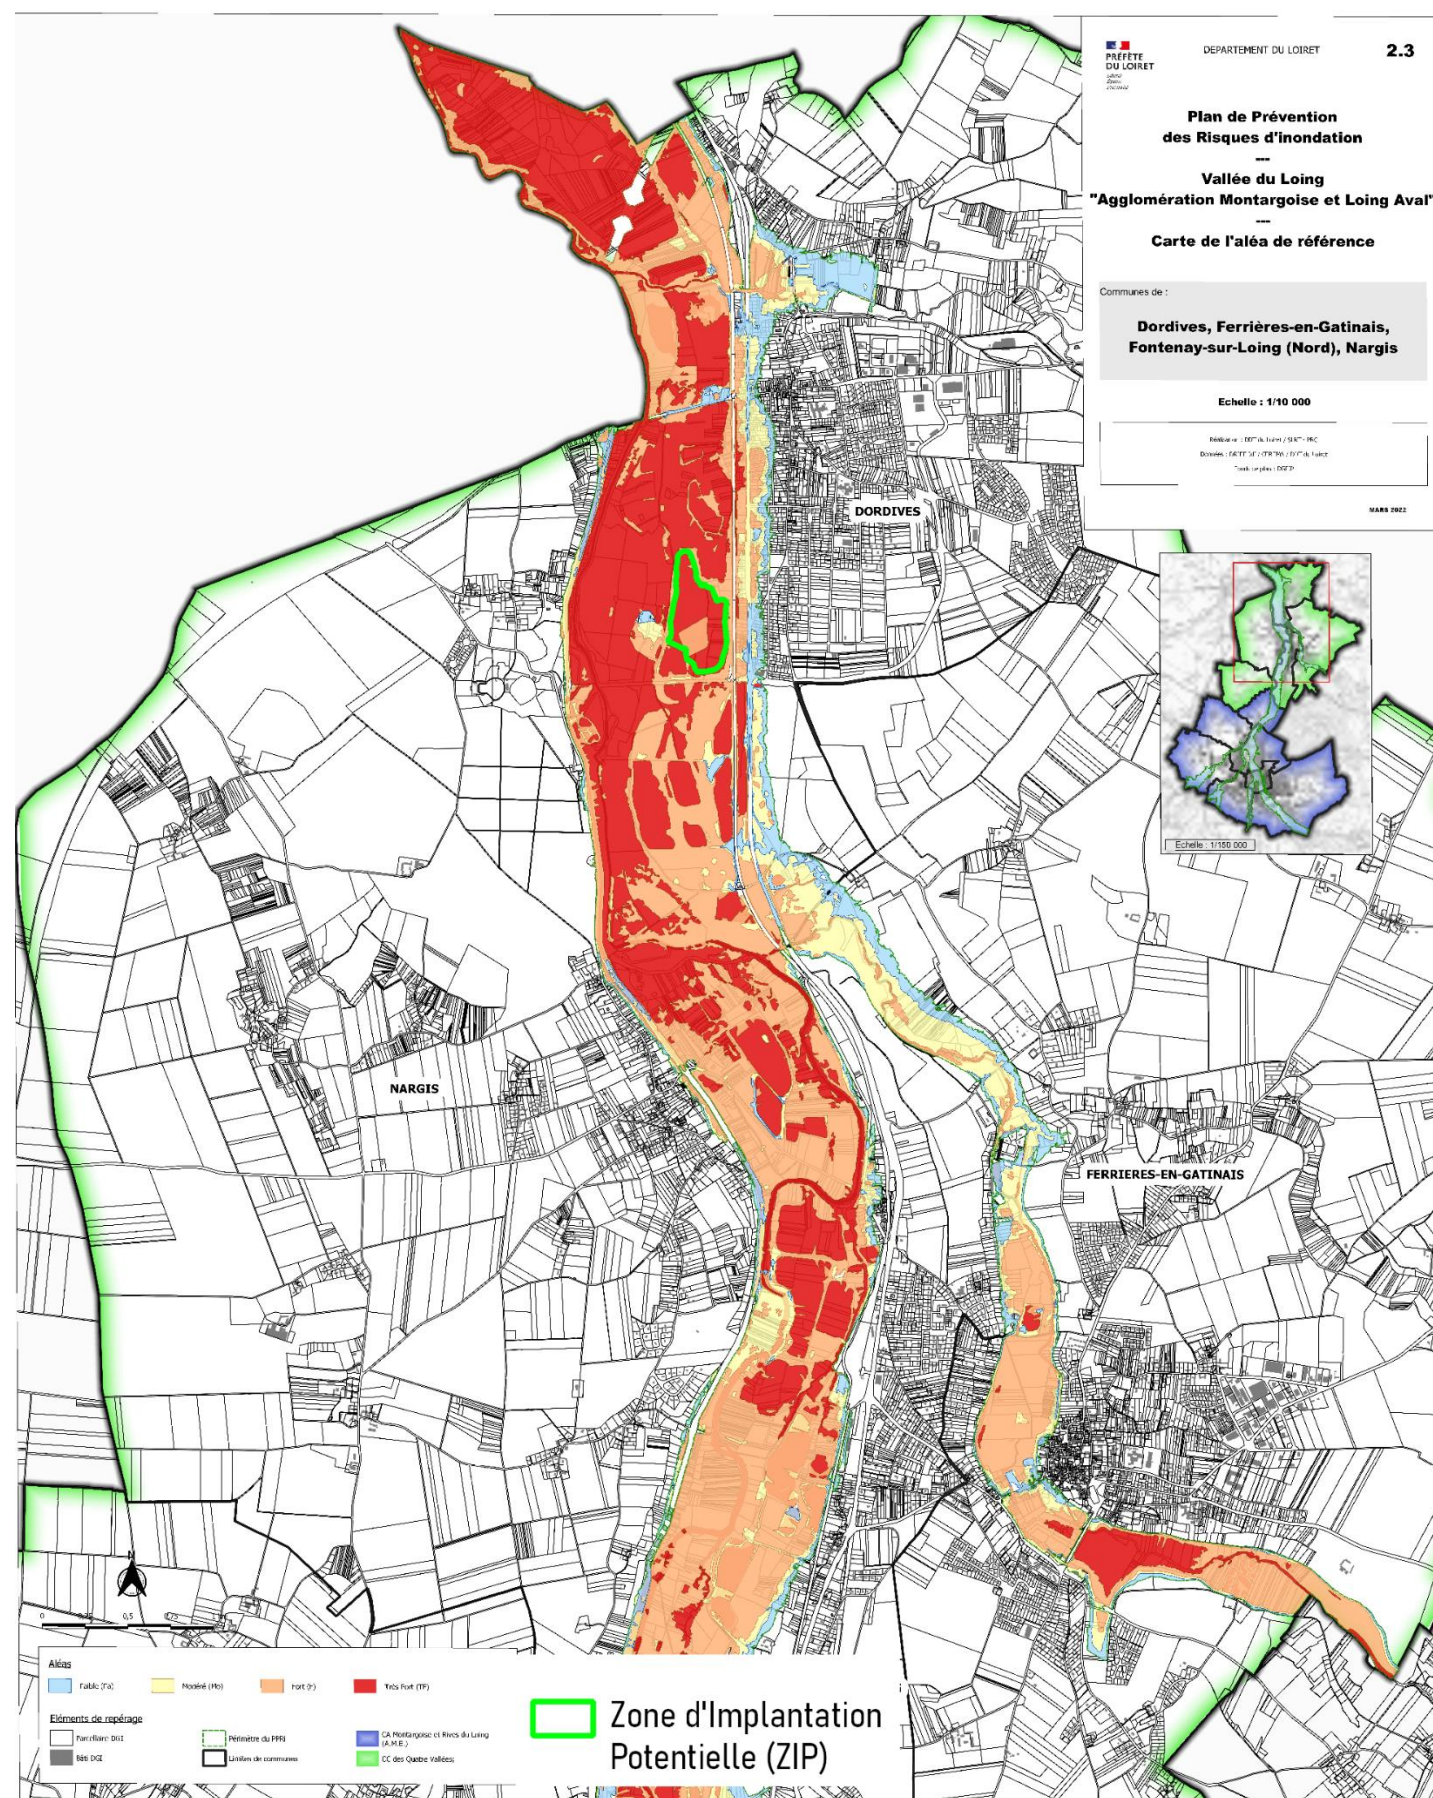 PRÉFÈTE
DU LOIRET
DEPARTEMENT DU LOIRET
2.3
Plan de Prévention
des Risques d'inondation
---
Vallée du Loing
"Agglomération Montargoise et Loing Aval"
---
Carte de l'aléa de référence
Communes de :
Dordives, Ferrières-en-Gatinais,
Fontenay-sur-Loing (Nord), Nargis
Echelle : 1/10 000
MARS 2022
DORDIVES
Echelle : 1/150 000
NARGIS
FERRIERES-EN-GATINAIS
N
0
0,5
Aléas
Faible (Fa)
Modéré (Mo)
Fort (F)
Très Fort (TF)
Eléments de repérage
Parcellaire DGI
Périmètre du PPRi
CA Montargoise et Rives du Loing
(A.M.E.)
Bâti DGI
Limites de communes
CC des Quatre Vallées;
Zone d'Implantation
Potentielle (ZIP)